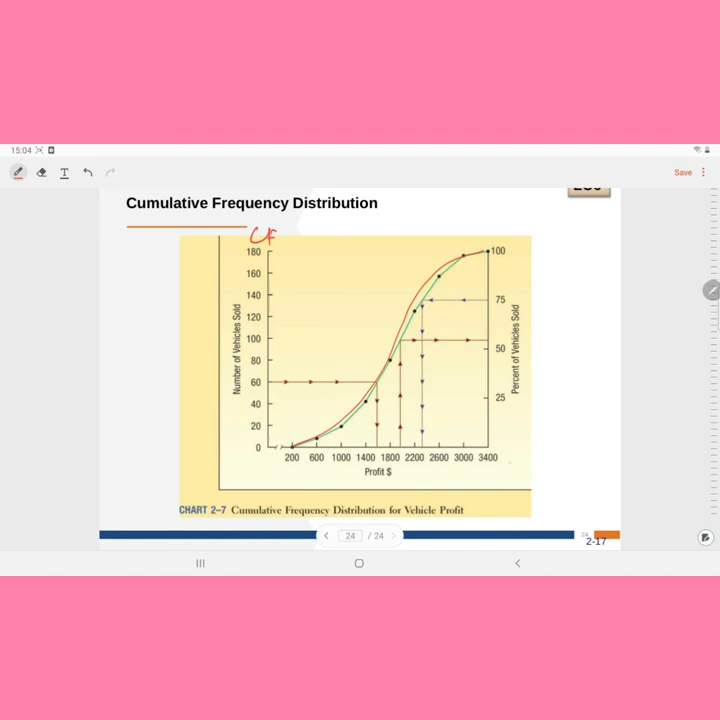 15:04
Save
Cumulative Frequency Distribution
CF
180
160
140
120
100
80
60
40
20
0
Number of Vehicles Sold
100
75
50
25
Percent of Vehicles Sold
200 600 1000 1400 1800 2200 2600 3000 3400
Profit $
CHART 2–7 Cumulative Frequency Distribution for Vehicle Profit
24 / 24
24
2-17